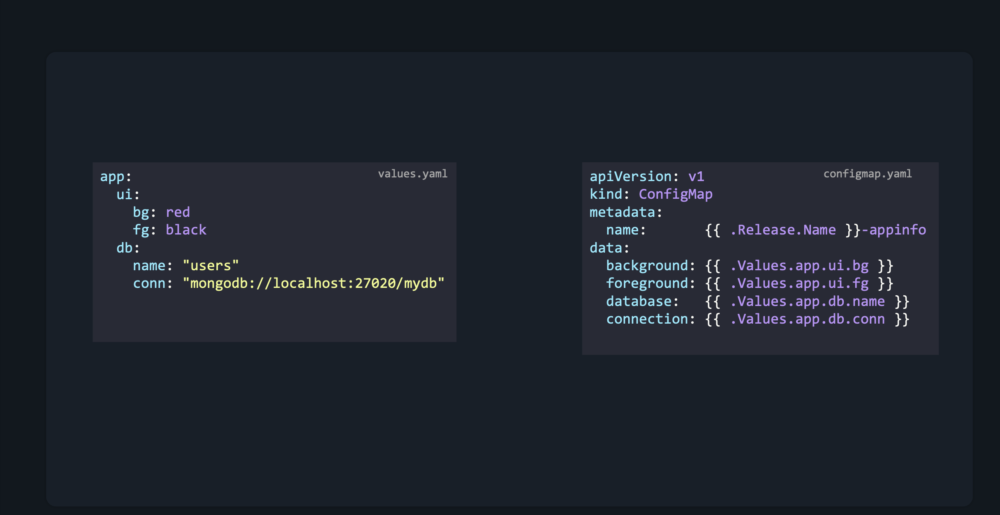 values.yaml
app:
  ui:
    bg: red
    fg: black
  db:
    name: "users"
    conn: "mongodb://localhost:27020/mydb"
configmap.yaml
apiVersion: v1
kind: ConfigMap
metadata:
  name:       {{ .Release.Name }}-appinfo
data:
  background: {{ .Values.app.ui.bg }}
  foreground: {{ .Values.app.ui.fg }}
  database:   {{ .Values.app.db.name }}
  connection: {{ .Values.app.db.conn }}